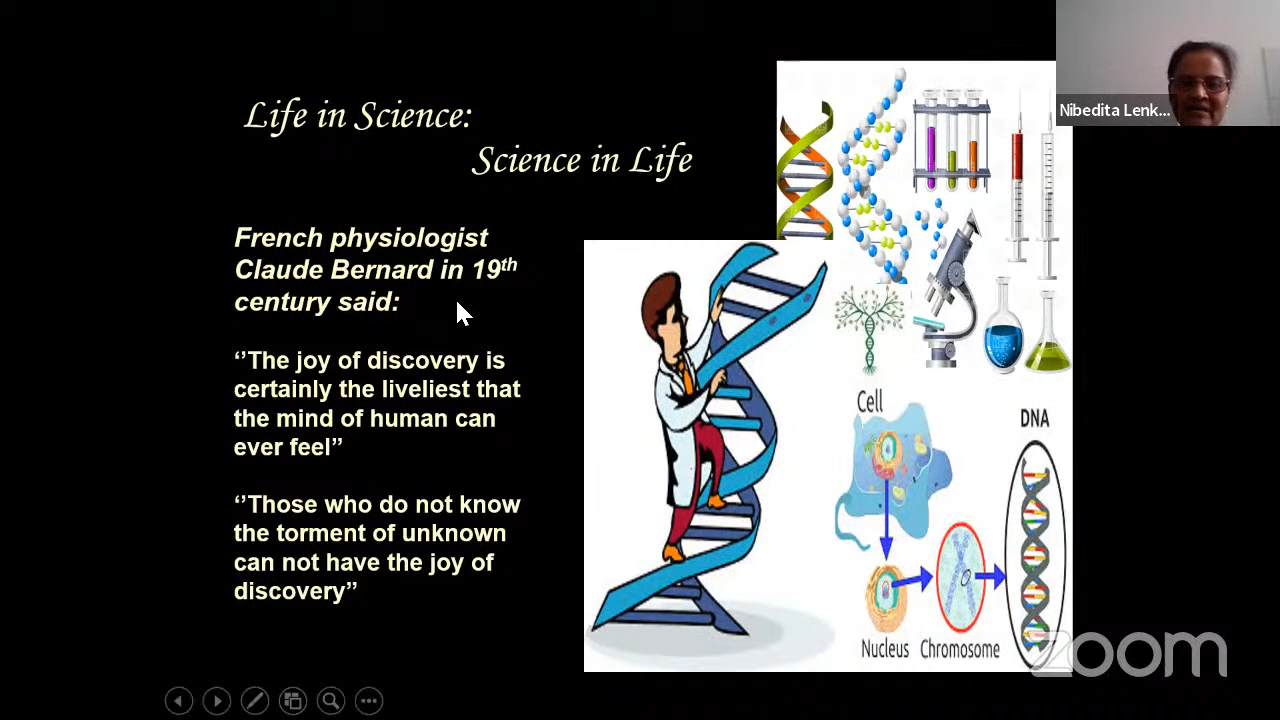 Life in Science:
Science in Life
French physiologist
Claude Bernard in 19th
century said:
‘’The joy of discovery is
certainly the liveliest that
the mind of human can
ever feel”
‘’Those who do not know
the torment of unknown
can not have the joy of
discovery”
Cell
DNA
Nucleus
Chromosome
Nibedita Lenk...
zoom